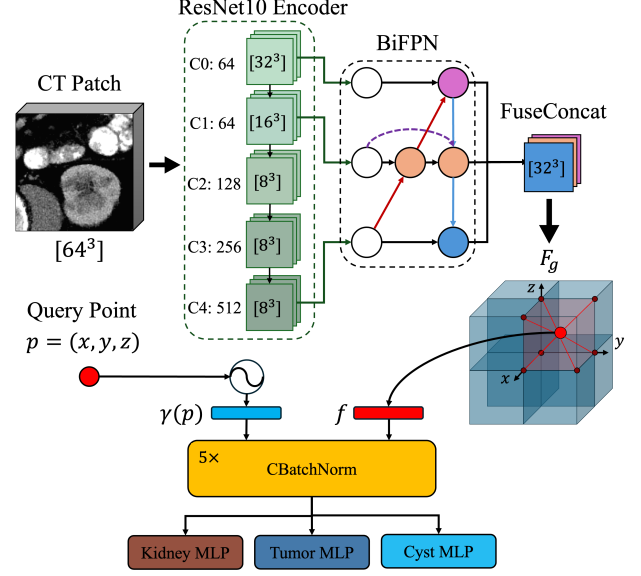 ResNet10 Encoder
BiFPN
CT Patch
FuseConcat
C0: 64
[32³]
C1: 64
[16³]
C2: 128
[8³]
C3: 256
[8³]
C4: 512
[8³]
[32³]
[64³]
F_g
Query Point
p = (x, y, z)
z
y
x
γ(p)
f
5×
CBatchNorm
Kidney MLP
Tumor MLP
Cyst MLP